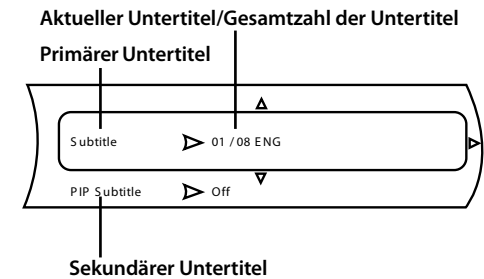 Aktueller Untertitel/Gesamtzahl der Untertitel
Primärer Untertitel
Subtitle 01 / 08 ENG
PIP Subtitle Off
Sekundärer Untertitel